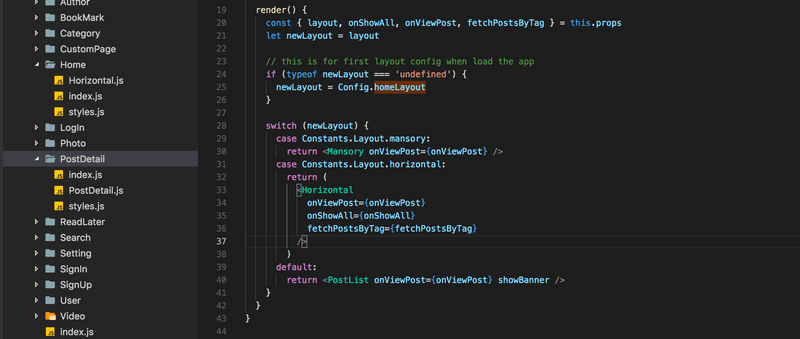 Author
BookMark
Category
CustomPage
Home
Horizontal.js
index.js
styles.js
LogIn
Photo
PostDetail
index.js
PostDetail.js
styles.js
ReadLater
Search
Setting
SignIn
SignUp
User
Video
index.js
19 render() {
20 const { layout, onShowAll, onViewPost, fetchPostsByTag } = this.props
21 let newLayout = layout
22
23 // this is for first layout config when load the app
24 if (typeof newLayout === 'undefined') {
25 newLayout = Config.homeLayout
26 }
27
28 switch (newLayout) {
29 case Constants.Layout.mansory:
30 return <Mansory onViewPost={onViewPost} />
31 case Constants.Layout.horizontal:
32 return (
33 <Horizontal
34 onViewPost={onViewPost}
35 onShowAll={onShowAll}
36 fetchPostsByTag={fetchPostsByTag}
37 />
38 )
39 default:
40 return <PostList onViewPost={onViewPost} showBanner />
41 }
42 }
43 }
44